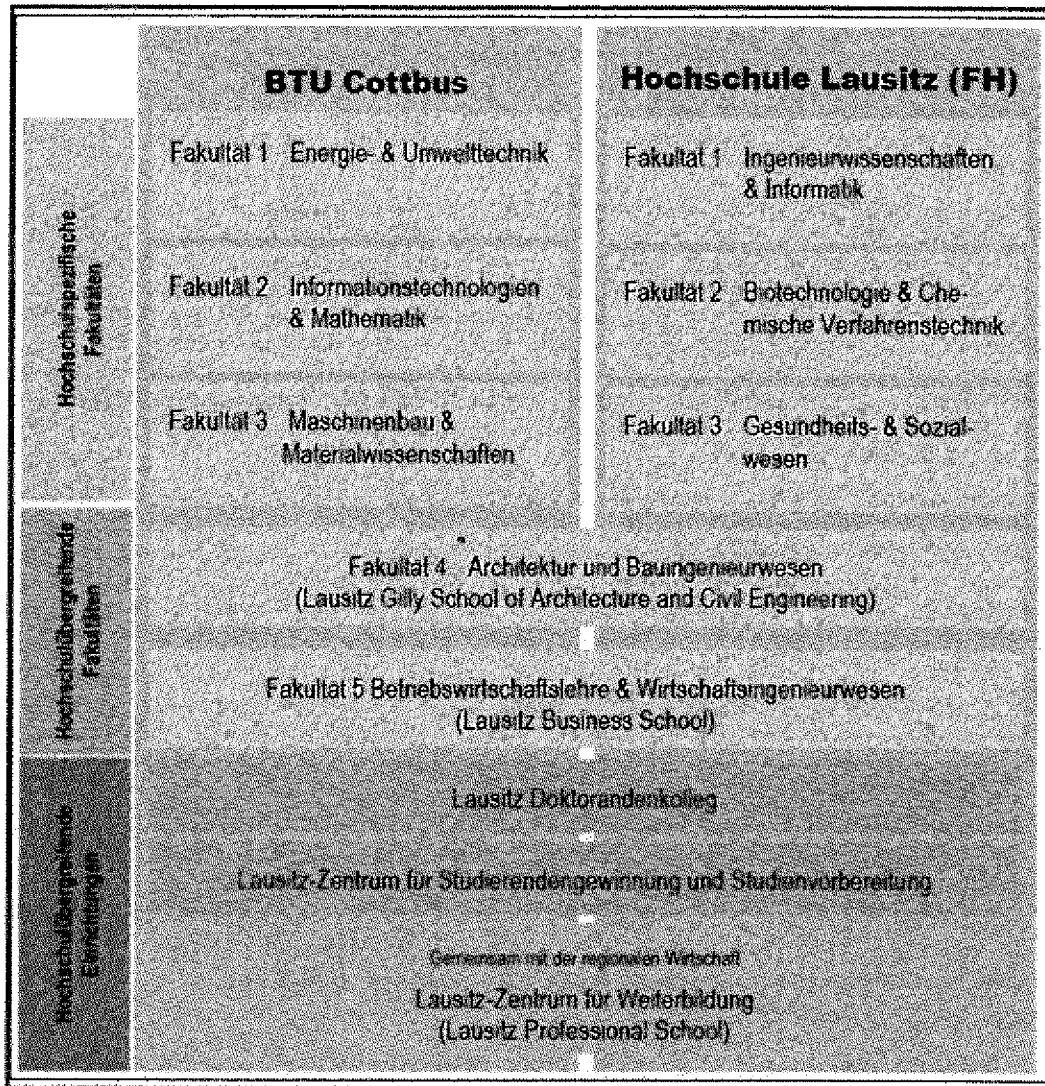 BTU Cottbus
Hochschule Lausitz (FH)
Hochschulspezifische
Fakultäten
Fakultät 1 Energie- & Umwelttechnik
Fakultät 1 Ingenieurwissenschaften
& Informatik
Fakultät 2 Informationstechnologien
& Mathematik
Fakultät 2 Biotechnologie & Che-
mische Verfahrenstechnik
Fakultät 3 Maschinenbau &
Materialwissenschaften
Fakultät 3 Gesundheits- & Sozial-
wesen
Hochschulübergreifende
Fakultäten
Fakultät 4 Architektur und Bauingenieurwesen
(Lausitz Gilly School of Architecture and Civil Engineering)
Fakultät 5 Betriebswirtschaftslehre & Wirtschaftsingenieurwesen
(Lausitz Business School)
Hochschulübergreifende
Einrichtungen
Lausitz Doktorandenkolleg
Lausitz-Zentrum für Studierendengewinnung und Studienvorbereitung
Gemeinsam mit der regionalen Wirtschaft
Lausitz-Zentrum für Weiterbildung
(Lausitz Professional School)